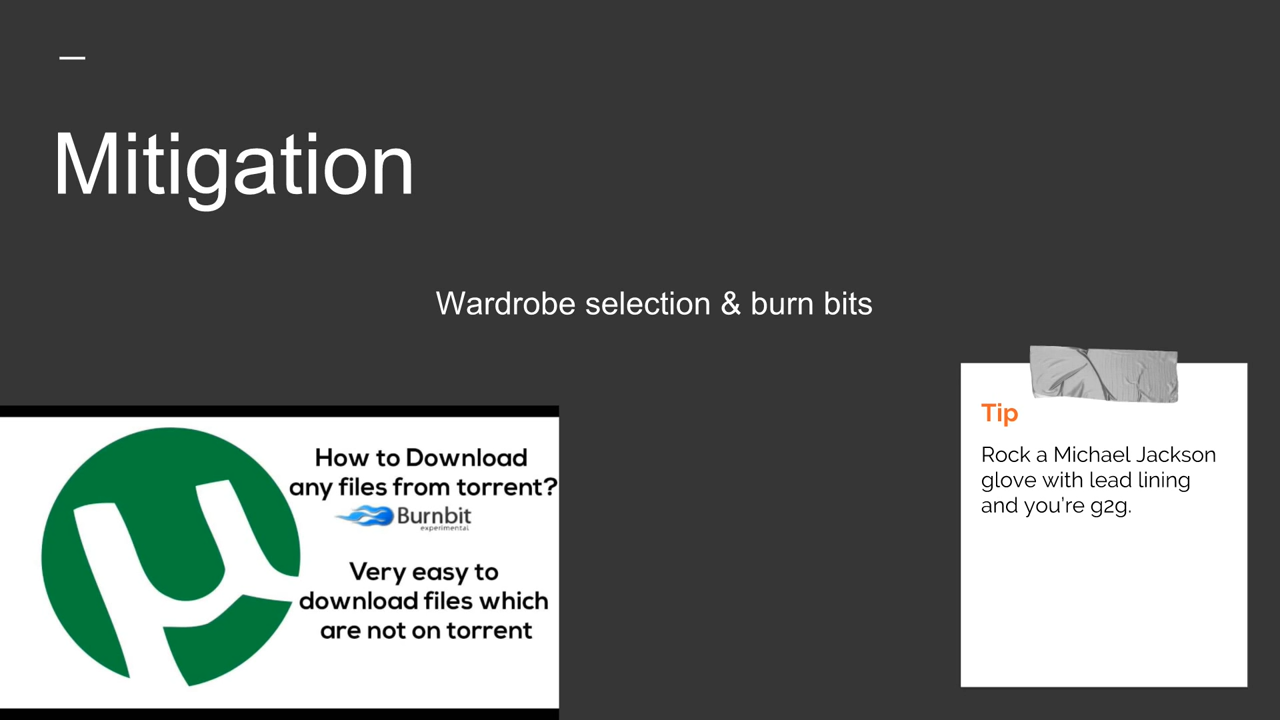 Mitigation
Wardrobe selection & burn bits
How to Download
any files from torrent?
Burnbit
experimental
Very easy to
download files which
are not on torrent
Tip
Rock a Michael Jackson
glove with lead lining
and you're g2g.